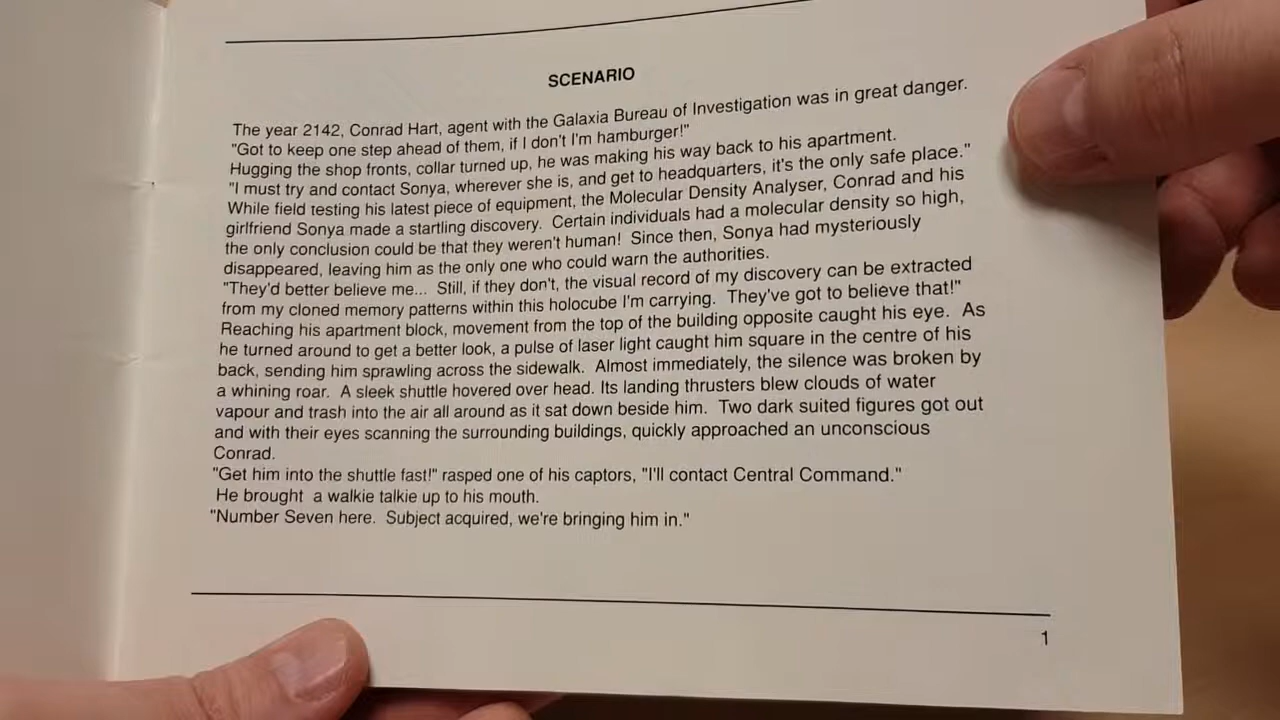 SCENARIO
The year 2142, Conrad Hart, agent with the Galaxia Bureau of Investigation was in great danger.
"Got to keep one step ahead of them, if I don't I'm hamburger!"
Hugging the shop fronts, collar turned up, he was making his way back to his apartment.
"I must try and contact Sonya, wherever she is, and get to headquarters, it's the only safe place."
While field testing his latest piece of equipment, the Molecular Density Analyser, Conrad and his
girlfriend Sonya made a startling discovery.  Certain individuals had a molecular density so high,
the only conclusion could be that they weren't human!  Since then, Sonya had mysteriously
disappeared, leaving him as the only one who could warn the authorities.
"They'd better believe me...  Still, if they don't, the visual record of my discovery can be extracted
from my cloned memory patterns within this holocube I'm carrying.  They've got to believe that!"
Reaching his apartment block, movement from the top of the building opposite caught his eye.  As
he turned around to get a better look, a pulse of laser light caught him square in the centre of his
back, sending him sprawling across the sidewalk.  Almost immediately, the silence was broken by
a whining roar.  A sleek shuttle hovered over head. Its landing thrusters blew clouds of water
vapour and trash into the air all around as it sat down beside him.  Two dark suited figures got out
and with their eyes scanning the surrounding buildings, quickly approached an unconscious
Conrad.
"Get him into the shuttle fast!" rasped one of his captors, "I'll contact Central Command."
He brought  a walkie talkie up to his mouth.
"Number Seven here.  Subject acquired, we're bringing him in."
1